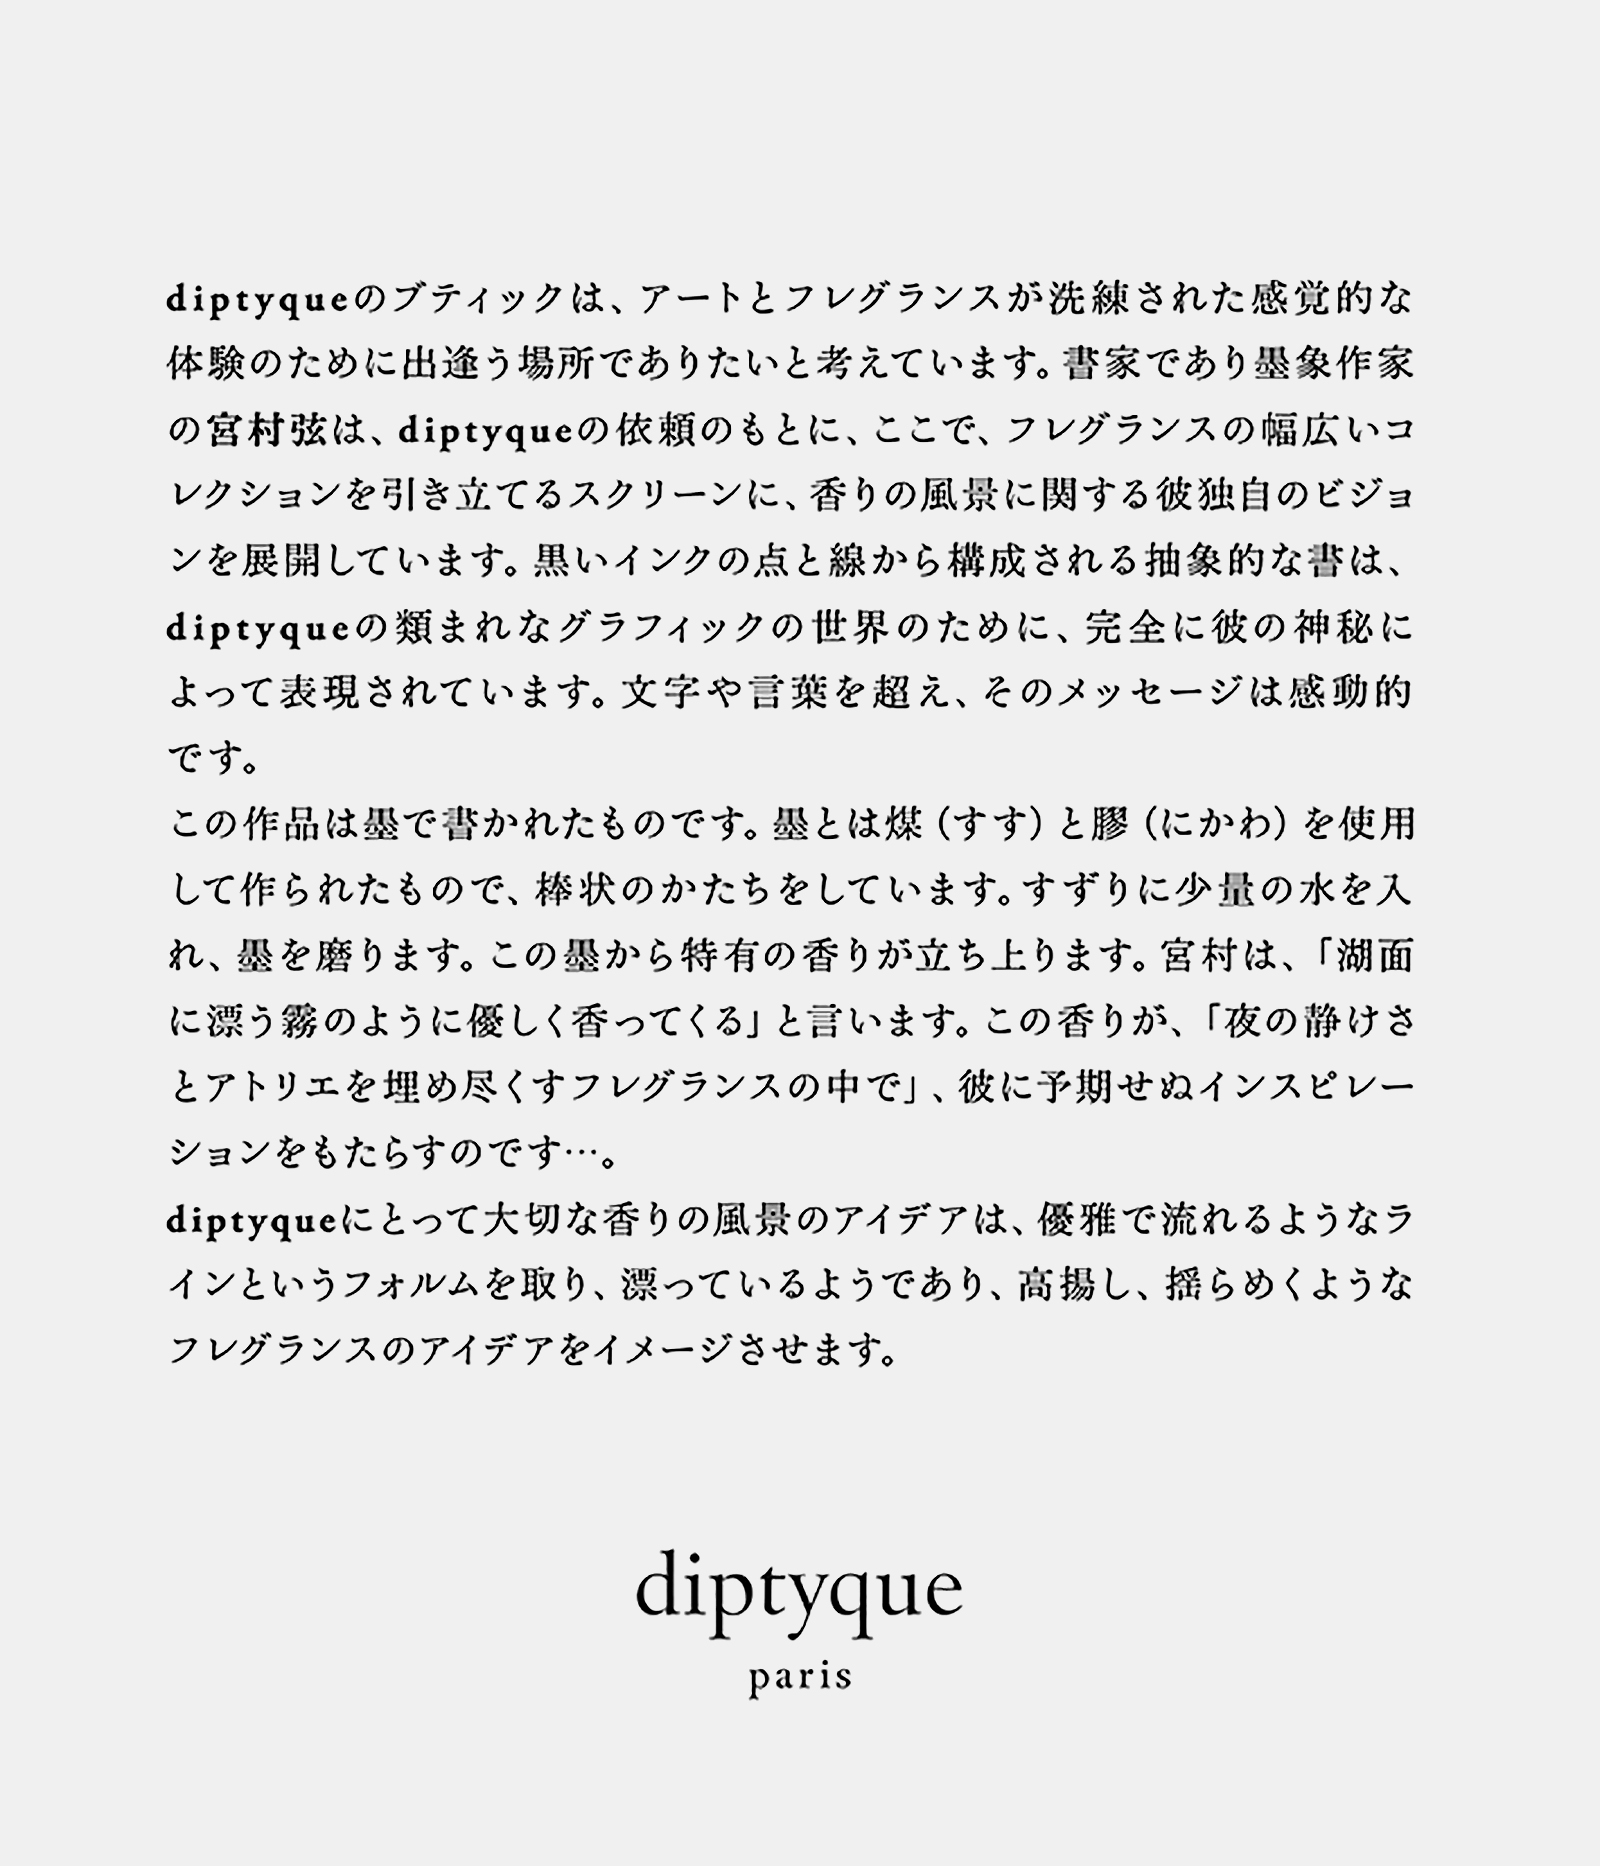 diptyqueのブティックは、アートとフレグランスが洗練された感覚的な
体験のために出逢う場所でありたいと考えています。書家であり墨象作家
の宮村弦は、diptyqueの依頼のもとに、ここで、フレグランスの幅広いコ
レクションを引き立てるスクリーンに、香りの風景に関する彼独自のビジョ
ンを展開しています。黒いインクの点と線から構成される抽象的な書は、
diptyqueの類まれなグラフィックの世界のために、完全に彼の神秘に
よって表現されています。文字や言葉を超え、そのメッセージは感動的
です。
この作品は墨で書かれたものです。墨とは煤（すす）と膠（にかわ）を使用
して作られたもので、棒状のかたちをしています。すずりに少量の水を入
れ、墨を磨ります。この墨から特有の香りが立ち上ります。宮村は、「湖面
に漂う霧のように優しく香ってくる」と言います。この香りが、「夜の静けさ
とアトリエを埋め尽くすフレグランスの中で」、彼に予期せぬインスピレー
ションをもたらすのです…。
diptyqueにとって大切な香りの風景のアイデアは、優雅で流れるようなラ
インというフォルムを取り、漂っているようであり、高揚し、揺らめくような
フレグランスのアイデアをイメージさせます。
diptyque
paris